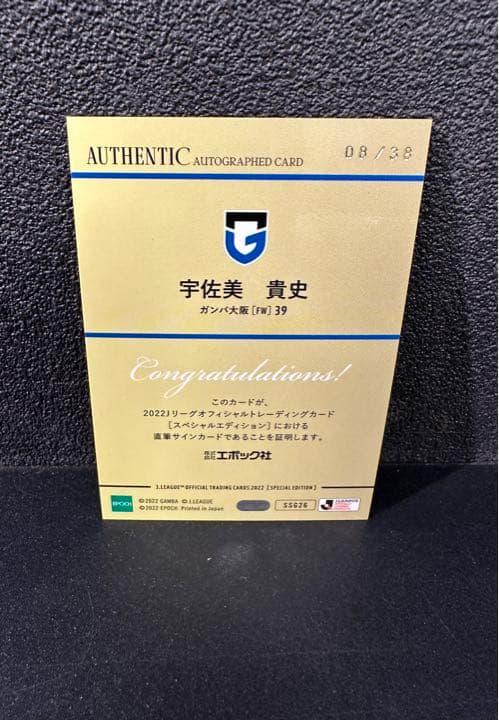 AUTHENTIC AUTOGRAPHED CARD
08/38
宇佐美 貴史
ガンバ大阪 [FW] 39
Congratulations!
このカードが、
2022Jリーグオフィシャルトレーディングカード
[スペシャルエディション] における
直筆サインカードであることを証明します。
株式会社 エポック社
J.LEAGUE™ OFFICIAL TRADING CARDS 2022 [SPECIAL EDITION]
EPOCH
©2022 GAMBA ©J.LEAGUE
©2022 EPOCH Printed in Japan
SSG26
J.LEAGUE